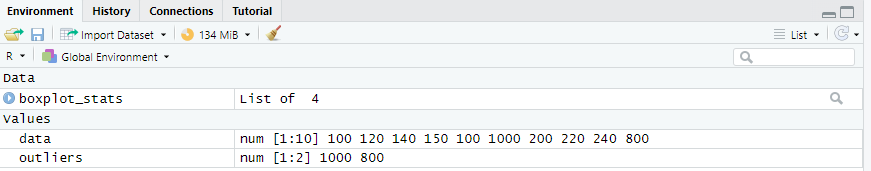 Environment History Connections Tutorial
Import Dataset 134 MiB List
R Global Environment
Data
boxplot_stats List of  4
Values
data num [1:10] 100 120 140 150 100 1000 200 220 240 800
outliers num [1:2] 1000 800